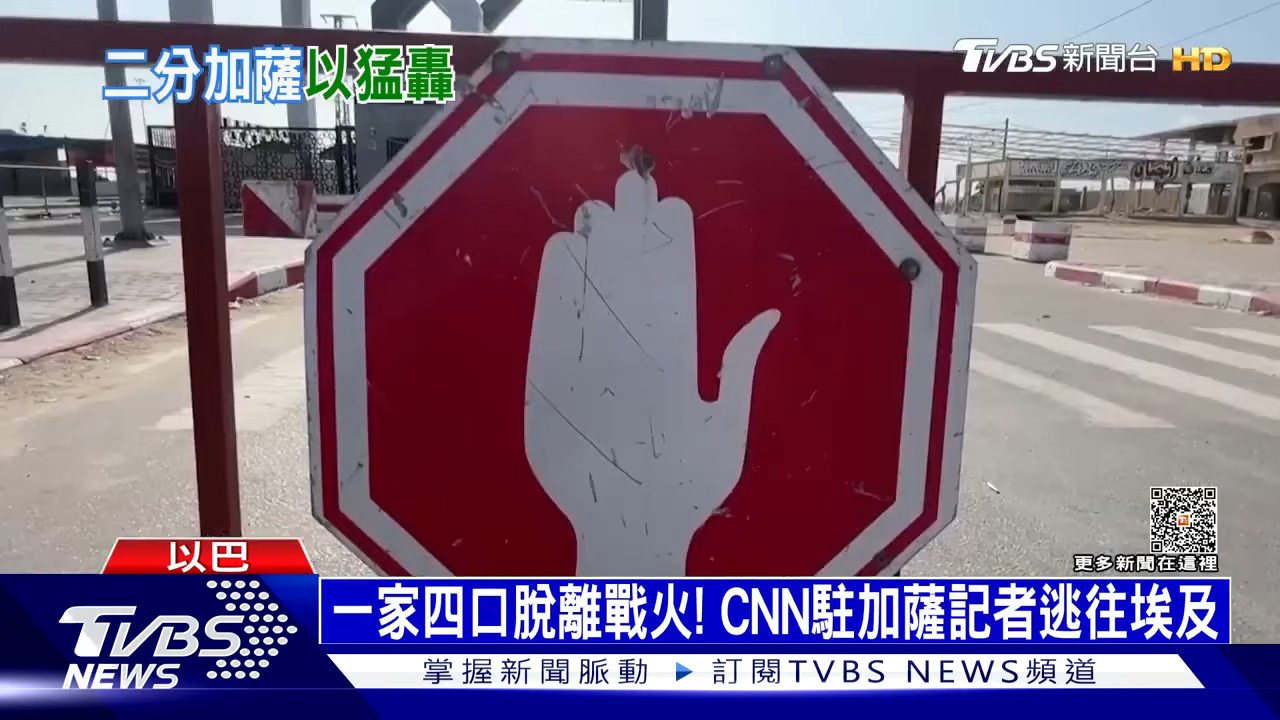 二分加薩以猛轟
TVBS新聞台 HD
更多新聞在這裡
以巴
TVBS NEWS
一家四口脫離戰火! CNN駐加薩記者逃往埃及
掌握新聞脈動 ▶ 訂閱TVBS NEWS頻道